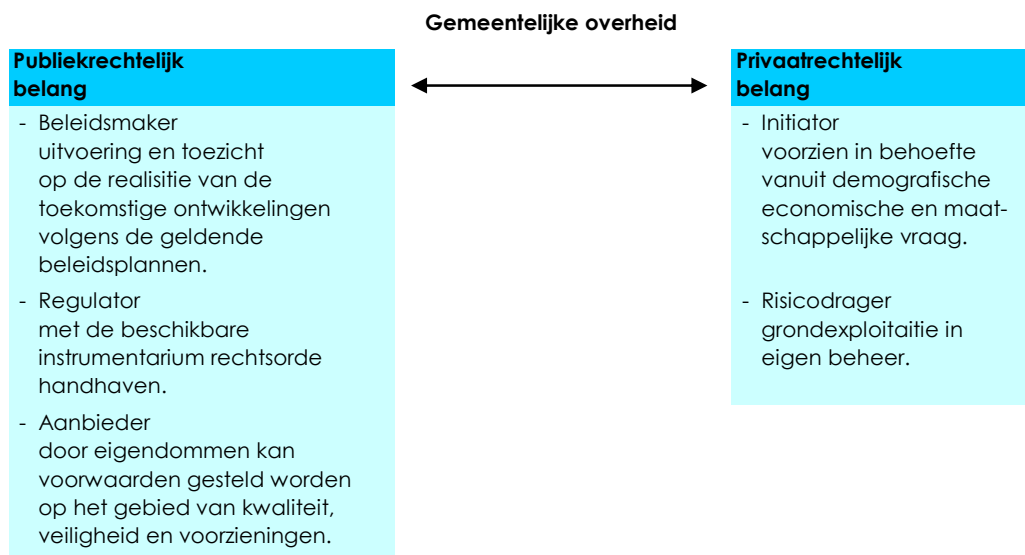 Gemeentelijke overheid
Publiekrechtelijk
belang
- Beleidsmaker
uitvoering en toezicht
op de realisitie van de
toekomstige ontwikkelingen
volgens de geldende
beleidsplannen.
- Regulator
met de beschikbare
instrumentarium rechtsorde
handhaven.
- Aanbieder
door eigendommen kan
voorwaarden gesteld worden
op het gebied van kwaliteit,
veiligheid en voorzieningen.
Privaatrechtelijk
belang
- Initiator
voorzien in behoefte
vanuit demografische
economische en maat-
schappelijke vraag.
- Risicodrager
grondexploitaitie in
eigen beheer.